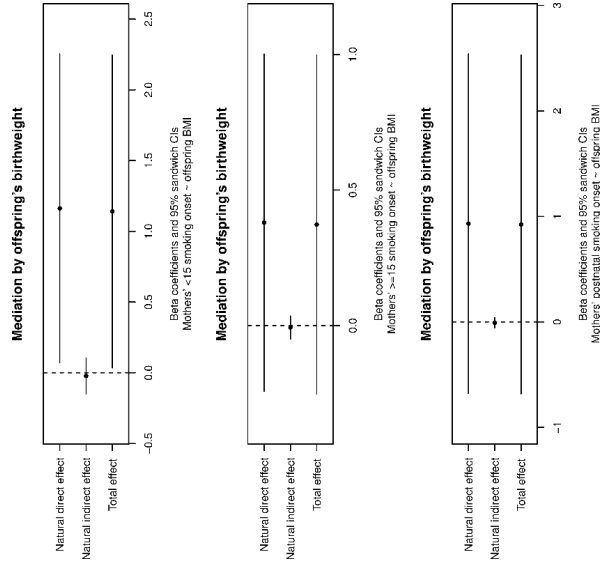 Mediation by offspring's birthweight
Natural direct effect
Natural indirect effect
Total effect
−0.5 0.0 0.5 1.0 1.5 2.0 2.5
Beta coefficients and 95% sandwich CIs
Mothers' <15 smoking onset ~ offspring BMI
Mediation by offspring's birthweight
Natural direct effect
Natural indirect effect
Total effect
0.0 0.5 1.0
Beta coefficients and 95% sandwich CIs
Mothers' >=15 smoking onset ~ offspring BMI
Mediation by offspring's birthweight
Natural direct effect
Natural indirect effect
Total effect
−1 0 1 2 3
Beta coefficients and 95% sandwich CIs
Mothers' postnatal smoking onset ~ offspring BMI